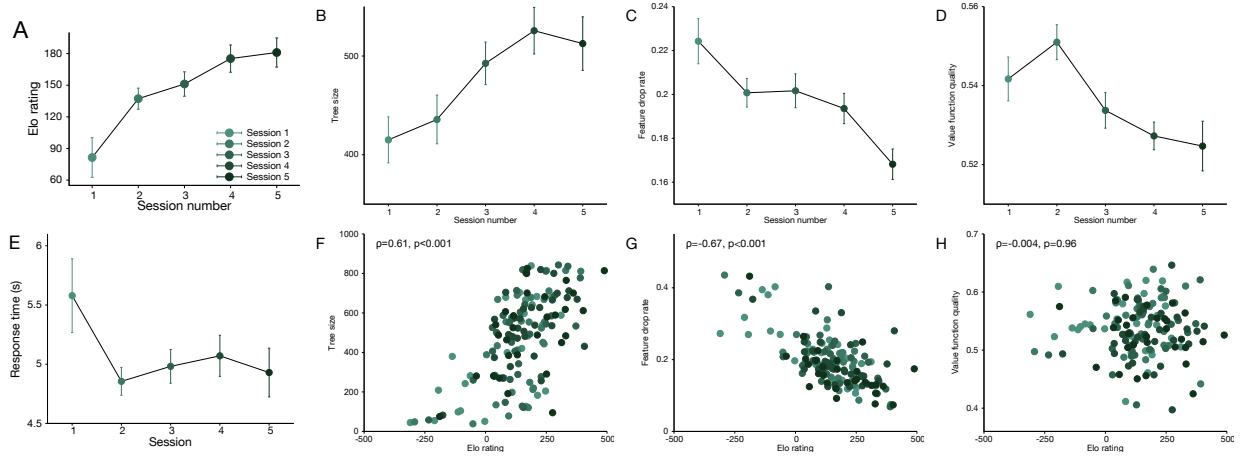 A
Elo rating
180
150
120
90
60
1
2
3
4
5
Session number
Session 1
Session 2
Session 3
Session 4
Session 5
B
Tree size
500
400
1
2
3
4
5
Session number
C
Feature drop rate
0.24
0.22
0.2
0.18
0.16
1
2
3
4
5
Session number
D
Value function quality
0.56
0.54
0.52
1
2
3
4
5
Session number
E
Response time (s)
6
5.5
5
4.5
1
2
3
4
5
Session
F
ρ=0.61, p<0.001
Tree size
1000
800
600
400
200
0
-500
-250
0
250
500
Elo rating
G
ρ=-0.67, p<0.001
Feature drop rate
0.4
0.2
0
-500
-250
0
250
500
Elo rating
H
ρ=-0.004, p=0.96
Value function quality
0.7
0.6
0.5
0.4
-500
-250
0
250
500
Elo rating